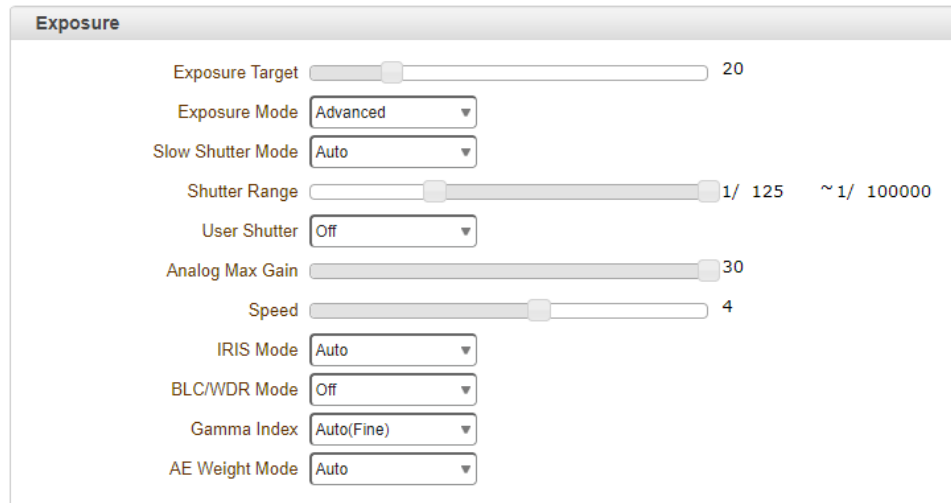 Exposure
Exposure Target 20
Exposure Mode Advanced
Slow Shutter Mode Auto
Shutter Range 1/ 125 ~ 1/ 100000
User Shutter Off
Analog Max Gain 30
Speed 4
IRIS Mode Auto
BLC/WDR Mode Off
Gamma Index Auto(Fine)
AE Weight Mode Auto